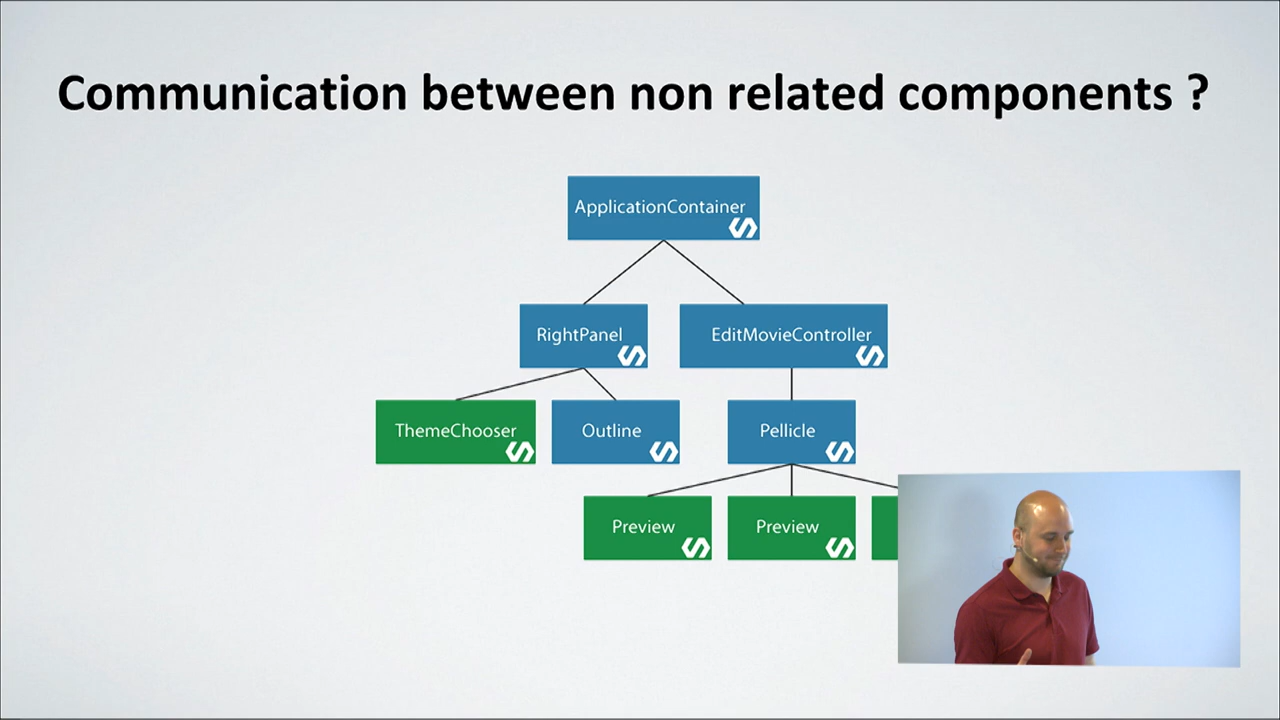 Communication between non related components ?
ApplicationContainer
RightPanel
EditMovieController
ThemeChooser
Outline
Pellicle
Preview
Preview